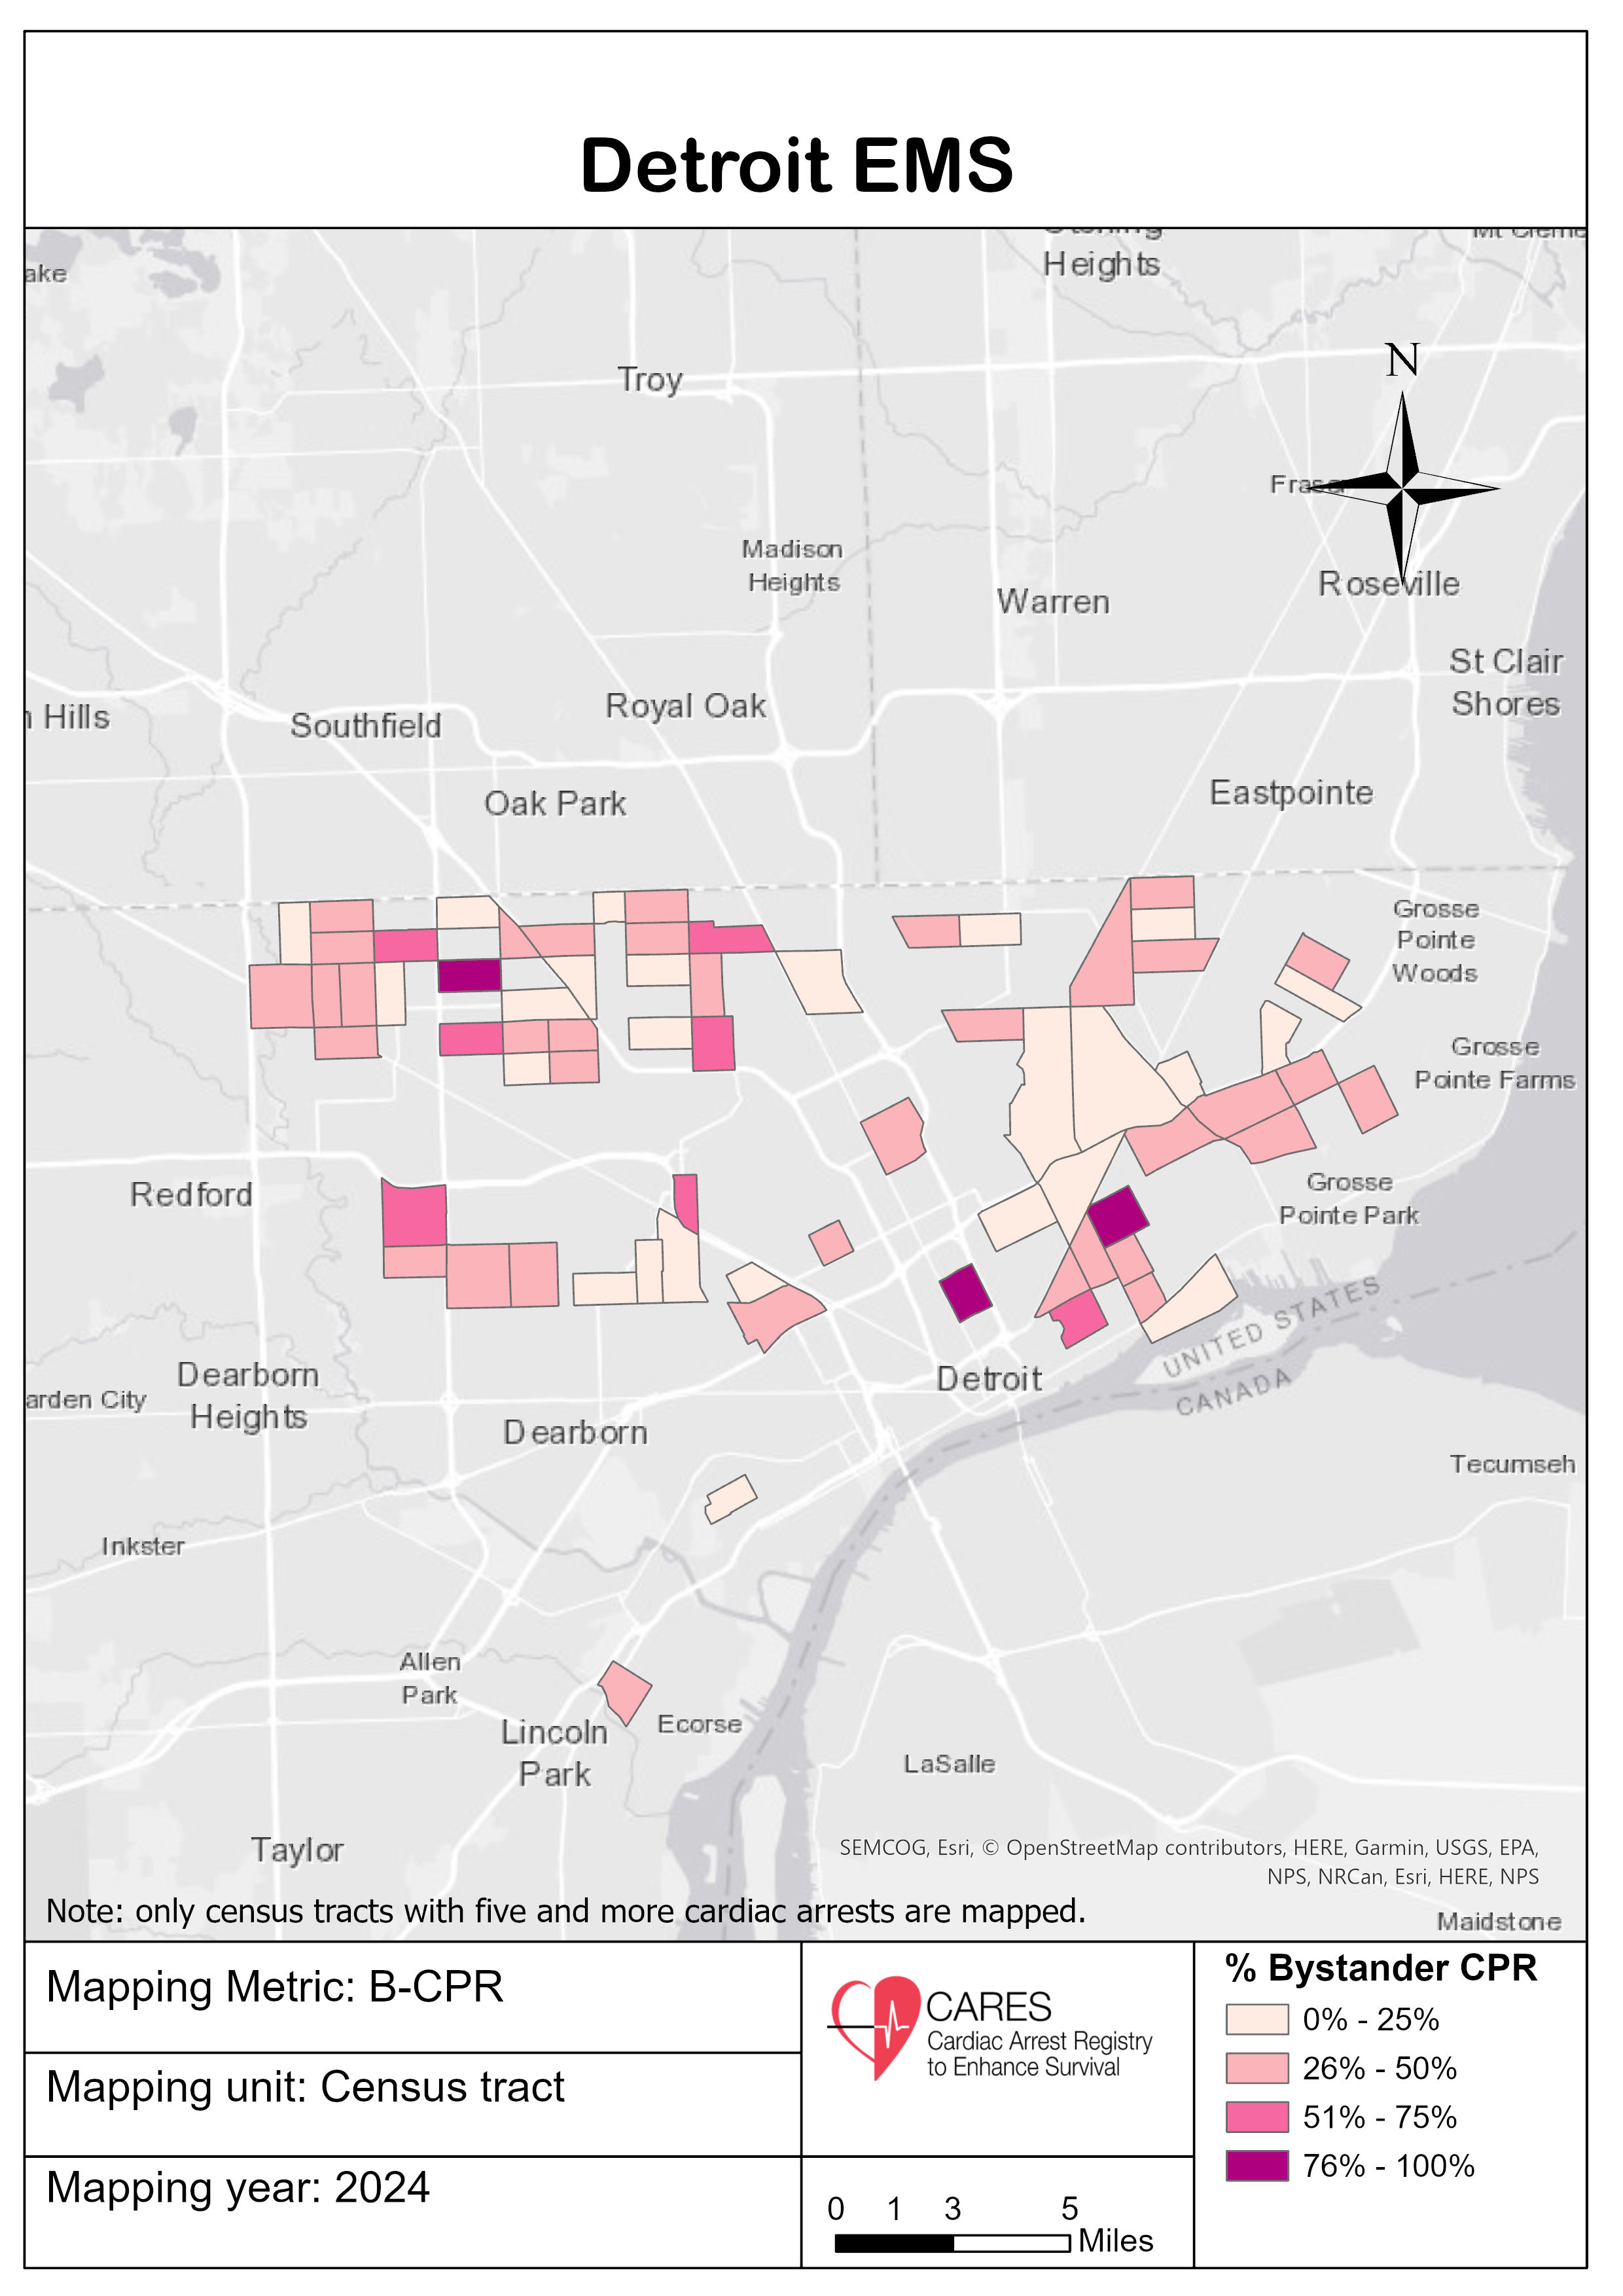 Detroit EMS
Heights
ake
N
Troy
Fraser
Madison
Heights
Roseville
Warren
St Clair
Shores
Royal Oak
Hills
Southfield
Eastpointe
Oak Park
Grosse
Pointe
Woods
Grosse
Pointe Farms
Redford
Grosse
Pointe Park
UNITED STATES
CANADA
Detroit
Dearborn
Heights
arden City
Dearborn
Tecumseh
Inkster
Allen
Park
Lincoln
Park
Ecorse
LaSalle
Taylor
SEMCOG, Esri, © OpenStreetMap contributors, HERE, Garmin, USGS, EPA,
NPS, NRCan, Esri, HERE, NPS
Note: only census tracts with five and more cardiac arrests are mapped.
Maidstone
Mapping Metric: B-CPR
Mapping unit: Census tract
Mapping year: 2024
CARES
Cardiac Arrest Registry
to Enhance Survival
0 1 3 5
Miles
% Bystander CPR
0% - 25%
26% - 50%
51% - 75%
76% - 100%